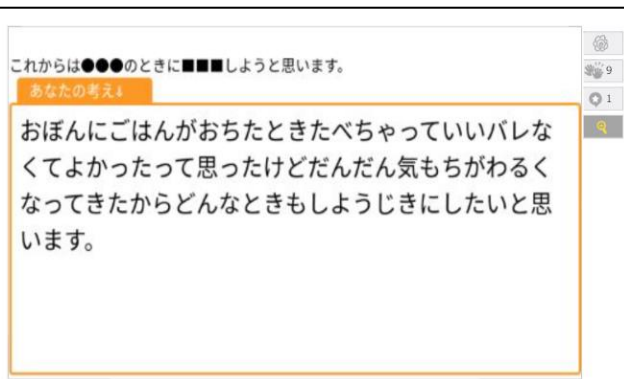 これからは●●●のときに■■■しようと思います。
あなたの考え↓
おぼんにごはんがおちたときたべちゃっていいバレな
くてよかったって思ったけどだんだん気もちがわるく
なってきたからどんなときもしようじきにしたいと思
います。
9
1